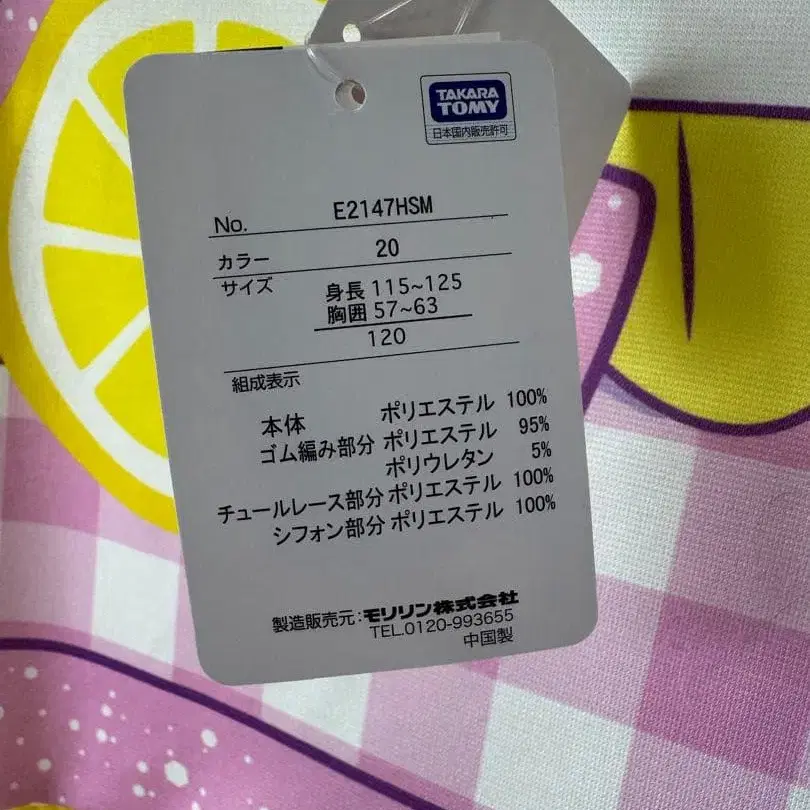 TAKARA
TOMY
日本国内販売許可
No. E2147HSM
カラー 20
サイズ 身長 115~125
胸囲 57~63
120
組成表示
本体 ポリエステル 100%
ゴム編み部分 ポリエステル 95%
ポリウレタン 5%
チュールレース部分 ポリエステル 100%
シフォン部分 ポリエステル 100%
製造販売元:モリリン株式会社
TEL.0120-993655
中国製